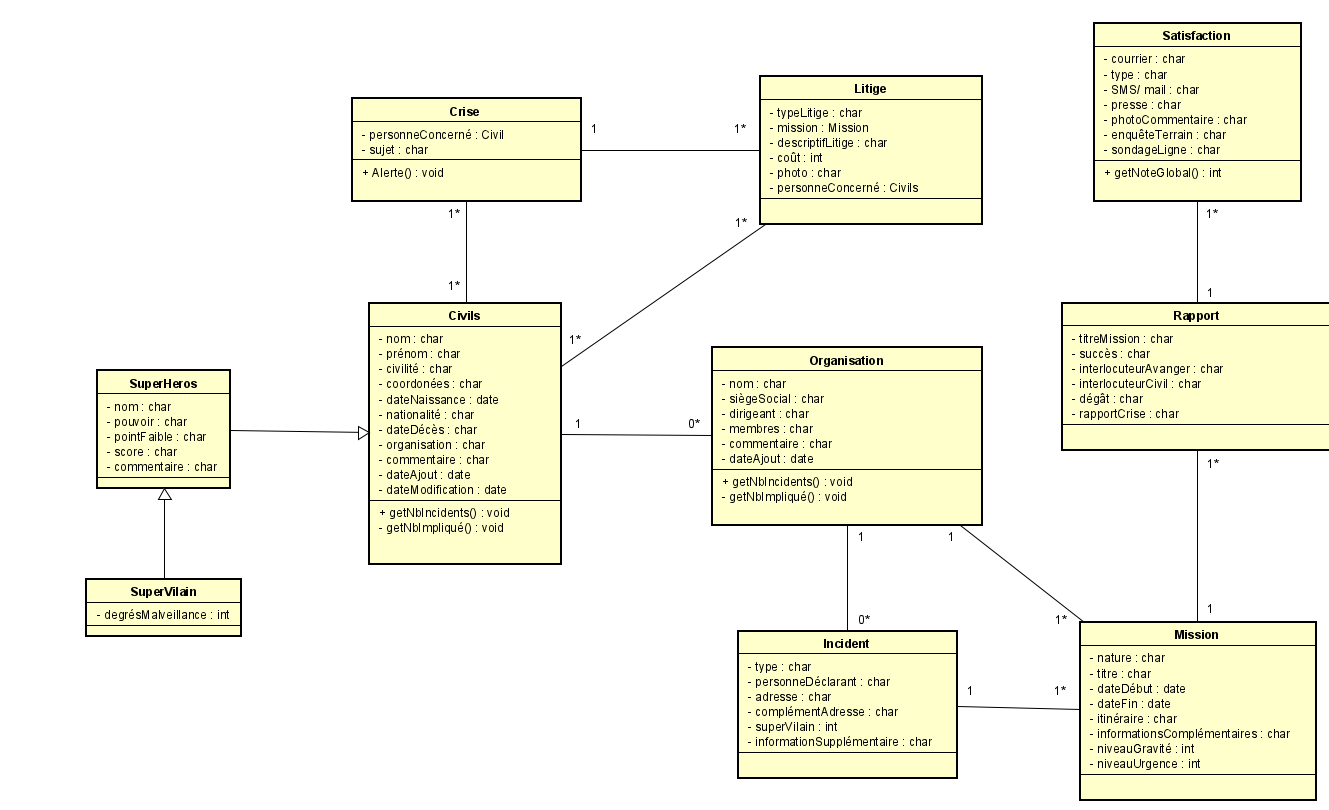 Satisfaction
- courrier : char
- type : char
- SMS/ mail : char
- presse : char
- photoCommentaire : char
- enquêteTerrain : char
- sondageLigne : char
+ getNoteGlobal() : int
1*
1
Litige
- typeLitige : char
- mission : Mission
- descriptifLitige : char
- coût : int
- photo : char
- personneConcerné : Civils
Crise
- personneConcerné : Civil
- sujet : char
+ Alerte() : void
1
1*
1*
1*
1*
1*
Civils
- nom : char
- prénom : char
- civilité : char
- coordonées : char
- dateNaissance : date
- nationalité : char
- dateDécès : char
- organisation : char
- commentaire : char
- dateAjout : date
- dateModification : date
+ getNbIncidents() : void
- getNbImpliqué() : void
Rapport
- titreMission : char
- succès : char
- interlocuteurAvanger : char
- interlocuteurCivil : char
- dégât : char
- rapportCrise : char
Organisation
- nom : char
- siègeSocial : char
- dirigeant : char
- membres : char
- commentaire : char
- dateAjout : date
+ getNbIncidents() : void
- getNbImpliqué() : void
SuperHeros
- nom : char
- pouvoir : char
- pointFaible : char
- score : char
- commentaire : char
1
0*
1*
1
1
1
SuperVilain
- degrésMalveillance : int
0*
1*
Incident
- type : char
- personneDéclarant : char
- adresse : char
- complémentAdresse : char
- superVilain : int
- informationSupplémentaire : char
1
1*
Mission
- nature : char
- titre : char
- dateDébut : date
- dateFin : date
- itinéraire : char
- informationsComplémentaires : char
- niveauGravité : int
- niveauUrgence : int